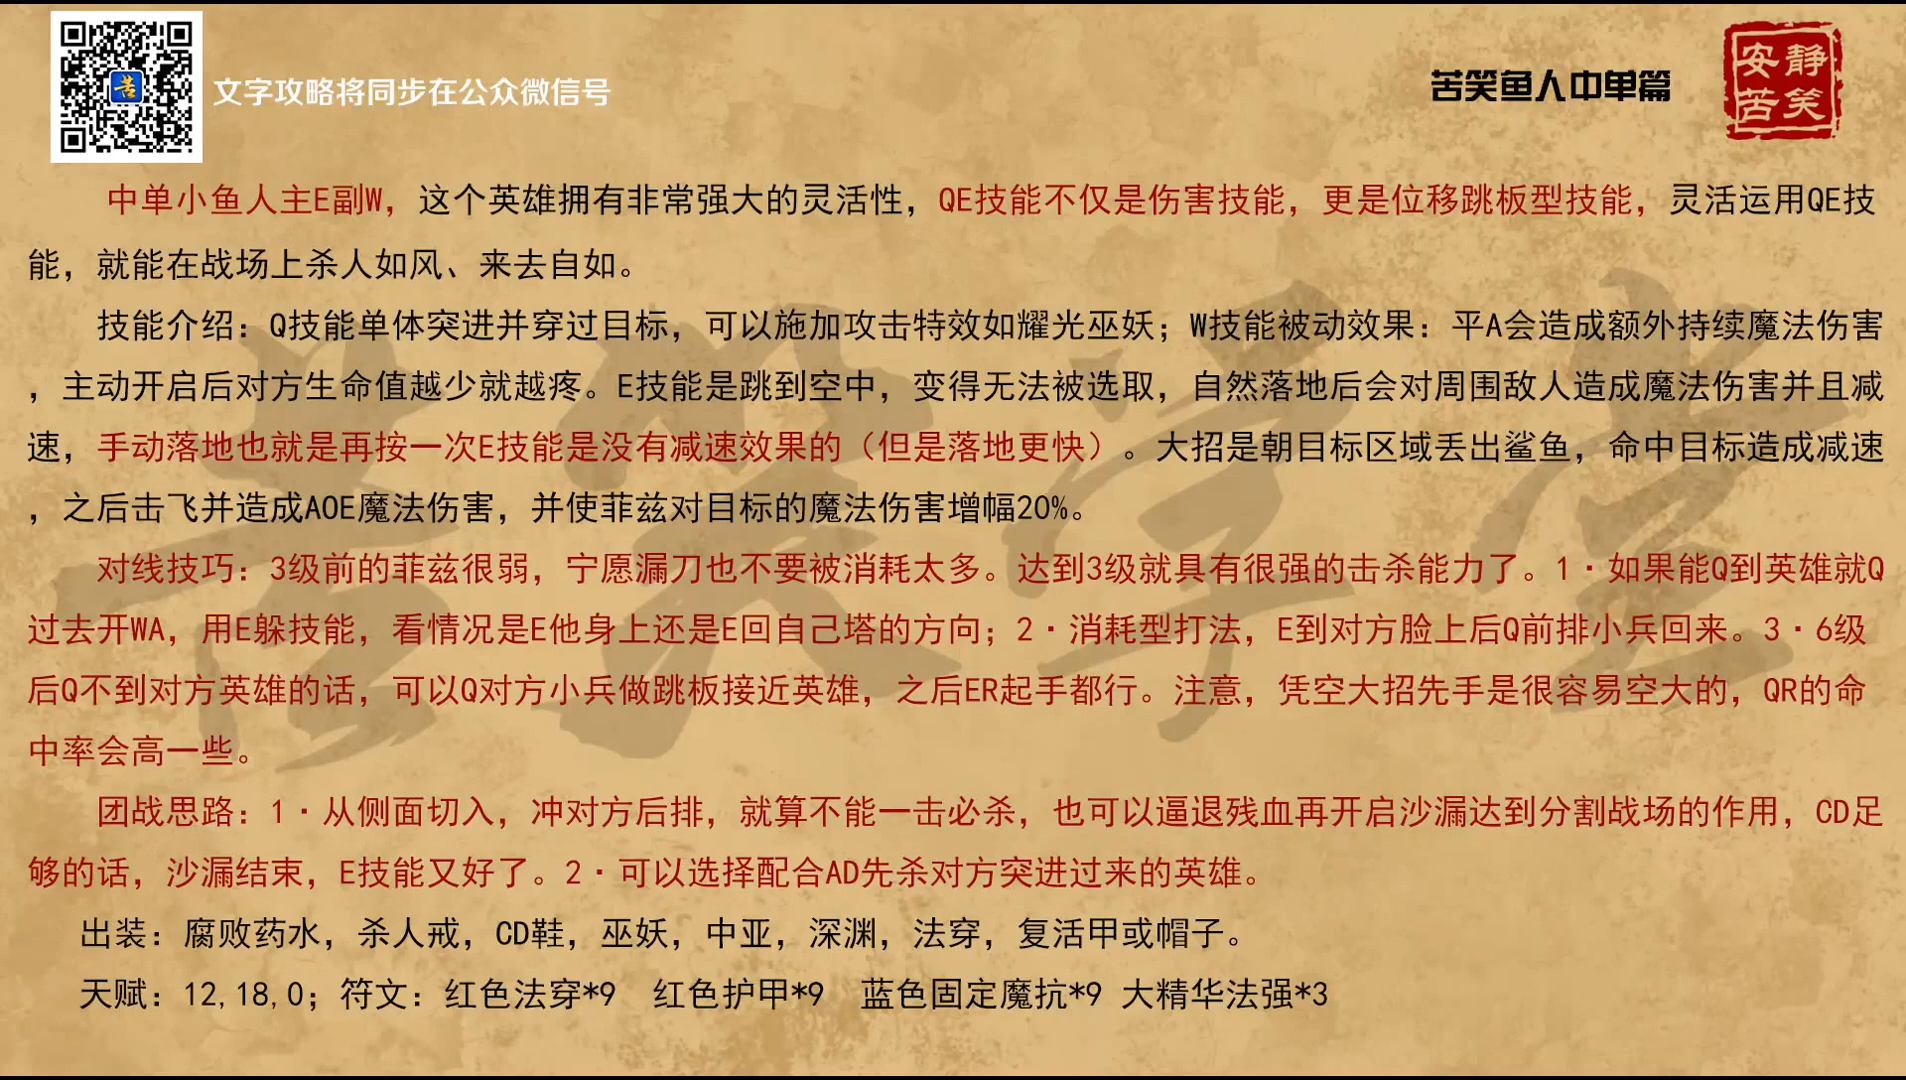 苦
文字攻略将同步在公众微信号
苦笑鱼人中单篇
安静
苦笑
中单小鱼人主E副W，这个英雄拥有非常强大的灵活性，QE技能不仅是伤害技能，更是位移跳板型技能，灵活运用QE技
能，就能在战场上杀人如风、来去自如。
技能介绍：Q技能单体突进并穿过目标，可以施加攻击特效如耀光巫妖；W技能被动效果：平A会造成额外持续魔法伤害
，主动开启后对方生命值越少就越疼。E技能是跳到空中，变得无法被选取，自然落地后会对周围敌人造成魔法伤害并且减
速，手动落地也就是再按一次E技能是没有减速效果的（但是落地更快）。大招是朝目标区域丢出鲨鱼，命中目标造成减速
，之后击飞并造成AOE魔法伤害，并使菲兹对目标的魔法伤害增幅20%。
对线技巧：3级前的菲兹很弱，宁愿漏刀也不要被消耗太多。达到3级就具有很强的击杀能力了。1·如果能Q到英雄就Q
过去开WA，用E躲技能，看情况是E他身上还是E回自己塔的方向；2·消耗型打法，E到对方脸上后Q前排小兵回来。3·6级
后Q不到对方英雄的话，可以Q对方小兵做跳板接近英雄，之后ER起手都行。注意，凭空大招先手是很容易空大的，QR的命
中率会高一些。
团战思路：1·从侧面切入，冲对方后排，就算不能一击必杀，也可以逼退残血再开启沙漏达到分割战场的作用，CD足
够的话，沙漏结束，E技能又好了。2·可以选择配合AD先杀对方突进过来的英雄。
出装：腐败药水，杀人戒，CD鞋，巫妖，中亚，深渊，法穿，复活甲或帽子。
天赋：12,18,0；符文：红色法穿*9 红色护甲*9 蓝色固定魔抗*9 大精华法强*3
苦笑学堂